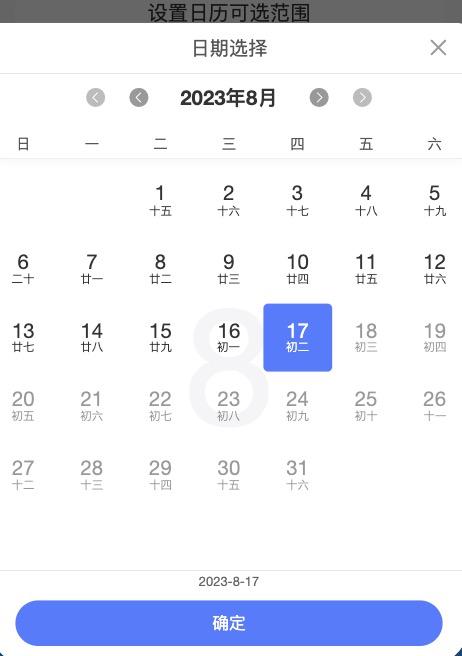 设置日历可选范围
日期选择
2023年8月
日 一 二 三 四 五 六
1 2 3 4 5
十五 十六 十七 十八 十九
6 7 8 9 10 11 12
二十 廿一 廿二 廿三 廿四 廿五 廿六
13 14 15 16 17 18 19
廿七 廿八 廿九 初一 初二 初三 初四
8
20 21 22 23 24 25 26
初五 初六 初七 初八 初九 初十 十一
27 28 29 30 31
十二 十三 十四 十五 十六
2023-8-17
确定